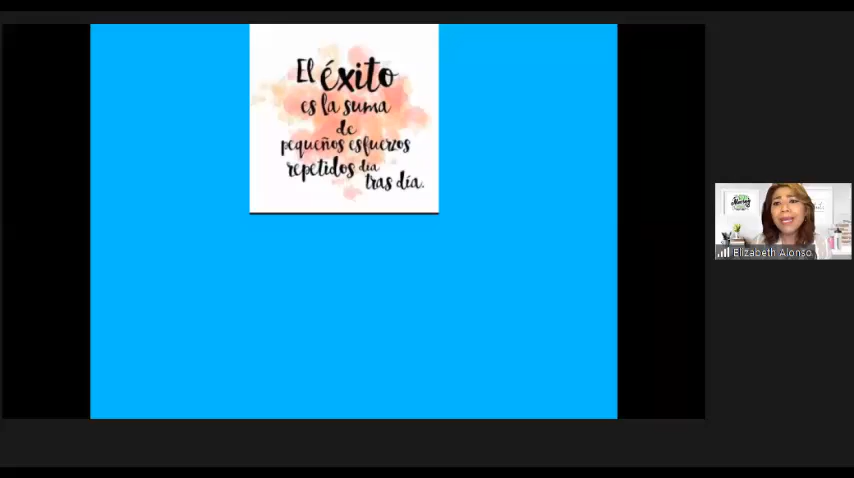 El éxito
es la suma
de
pequeños esfuerzos
repetidos día
tras día.
Elizabeth Alonso